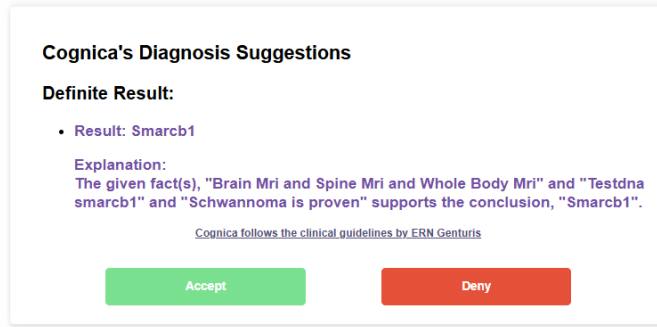 Cognica's Diagnosis Suggestions
Definite Result:
Result: Smarcb1
Explanation:
The given fact(s), "Brain Mri and Spine Mri and Whole Body Mri" and "Testdna
smarcb1" and "Schwannoma is proven" supports the conclusion, "Smarcb1".
Cognica follows the clinical guidelines by ERN Genturis
Accept
Deny